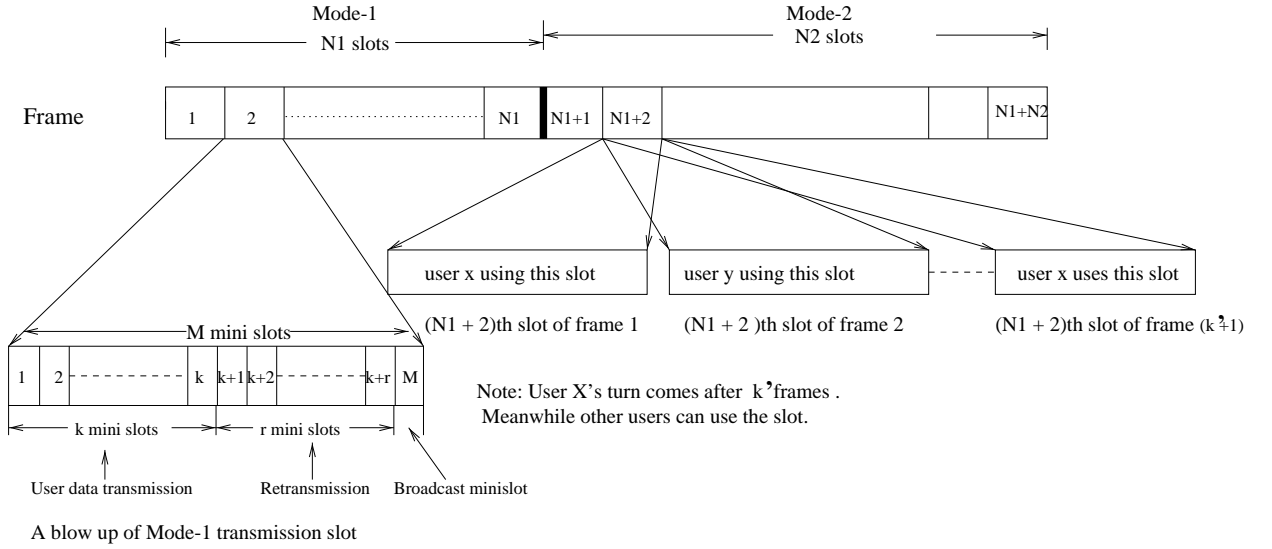 Mode-1
Mode-2
N1 slots
N2 slots
Frame
1
2
N1
N1+1
N1+2
N1+N2
user x using this slot
user y using this slot
user x uses this slot
(N1 + 2)th slot of frame 1
(N1 + 2 )th slot of frame 2
(N1 + 2)th slot of frame (k'+1)
M mini slots
1
2
k
k+1
k+2
k+r
M
Note: User X's turn comes after k' frames .
Meanwhile other users can use the slot.
k mini slots
r mini slots
User data transmission
Retransmission
Broadcast minislot
A blow up of Mode-1 transmission slot